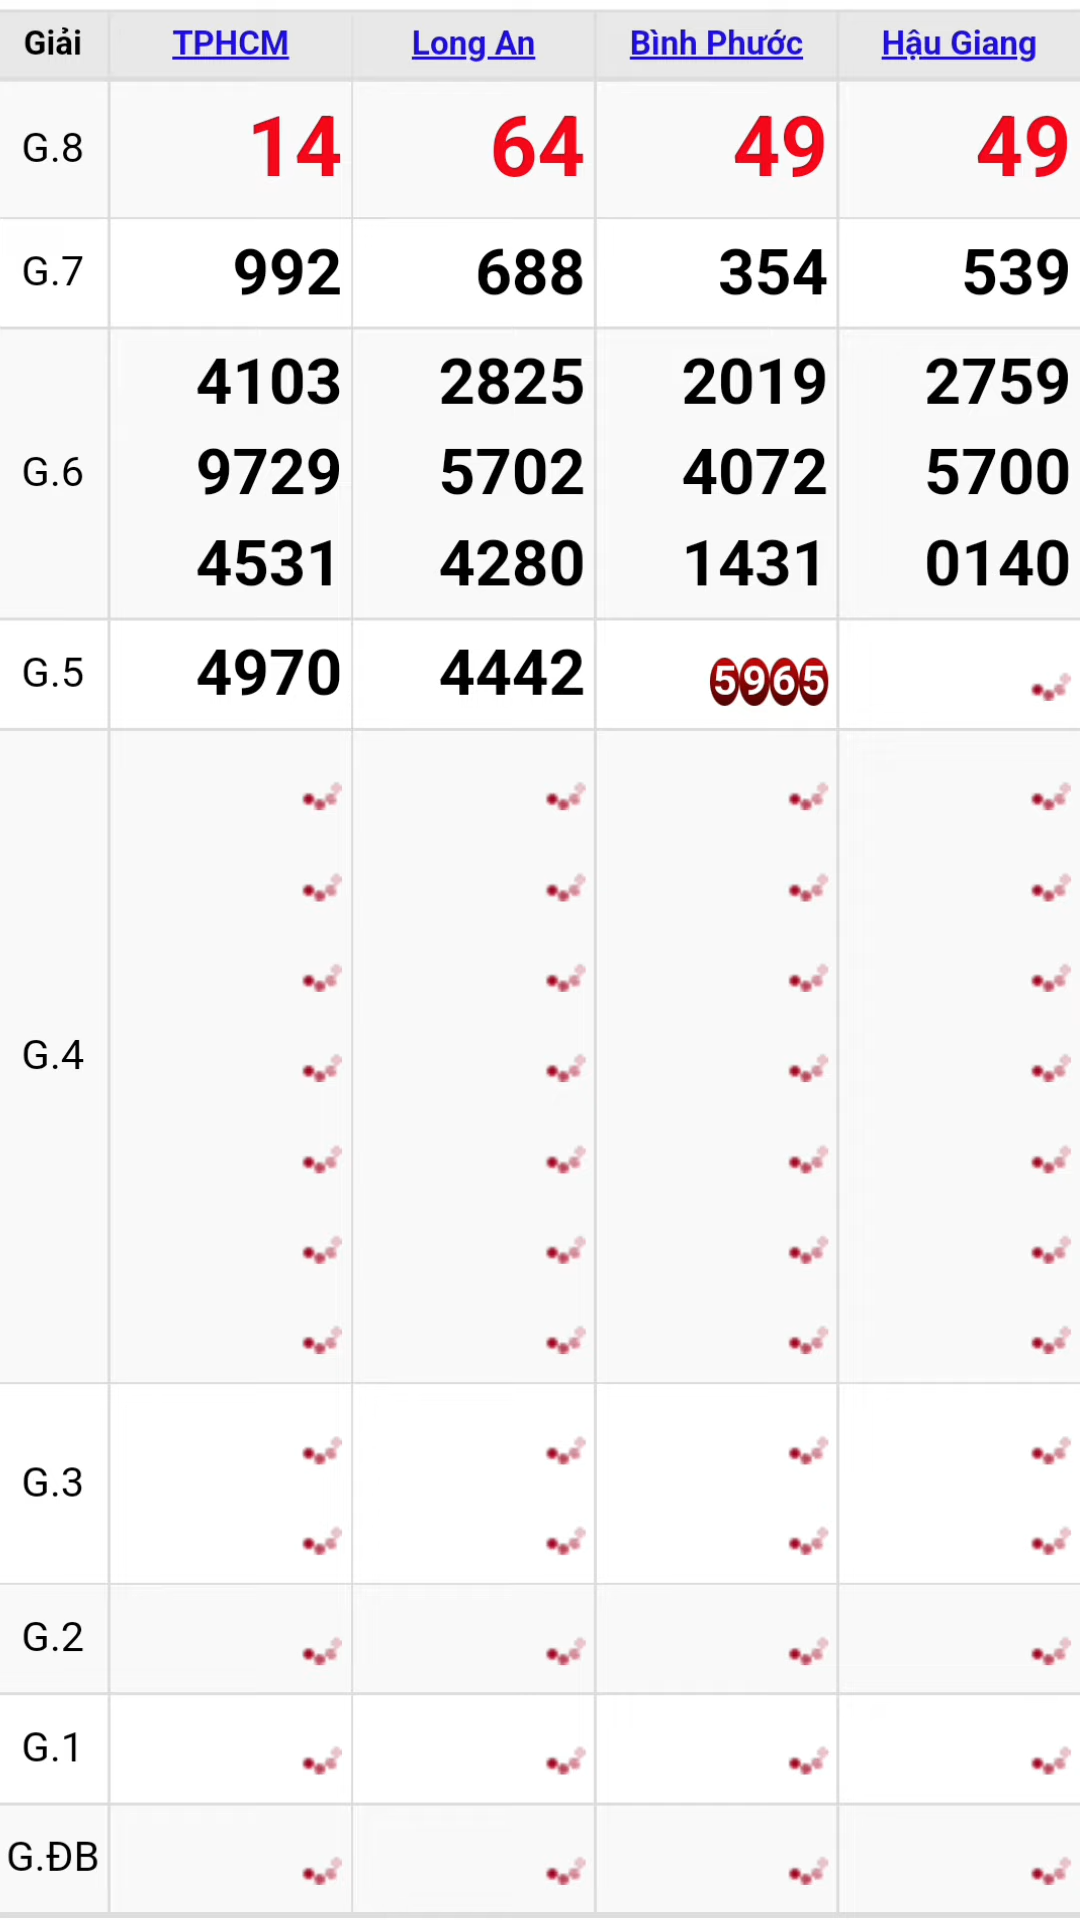 Giải TPHCM Long An Bình Phước Hậu Giang
G.8 14 64 49 49
G.7 992 688 354 539
4103 2825 2019 2759
G.6 9729 5702 4072 5700
4531 4280 1431 0140
G.5 4970 4442 5965
G.4
G.3
G.2
G.1
G.ĐB